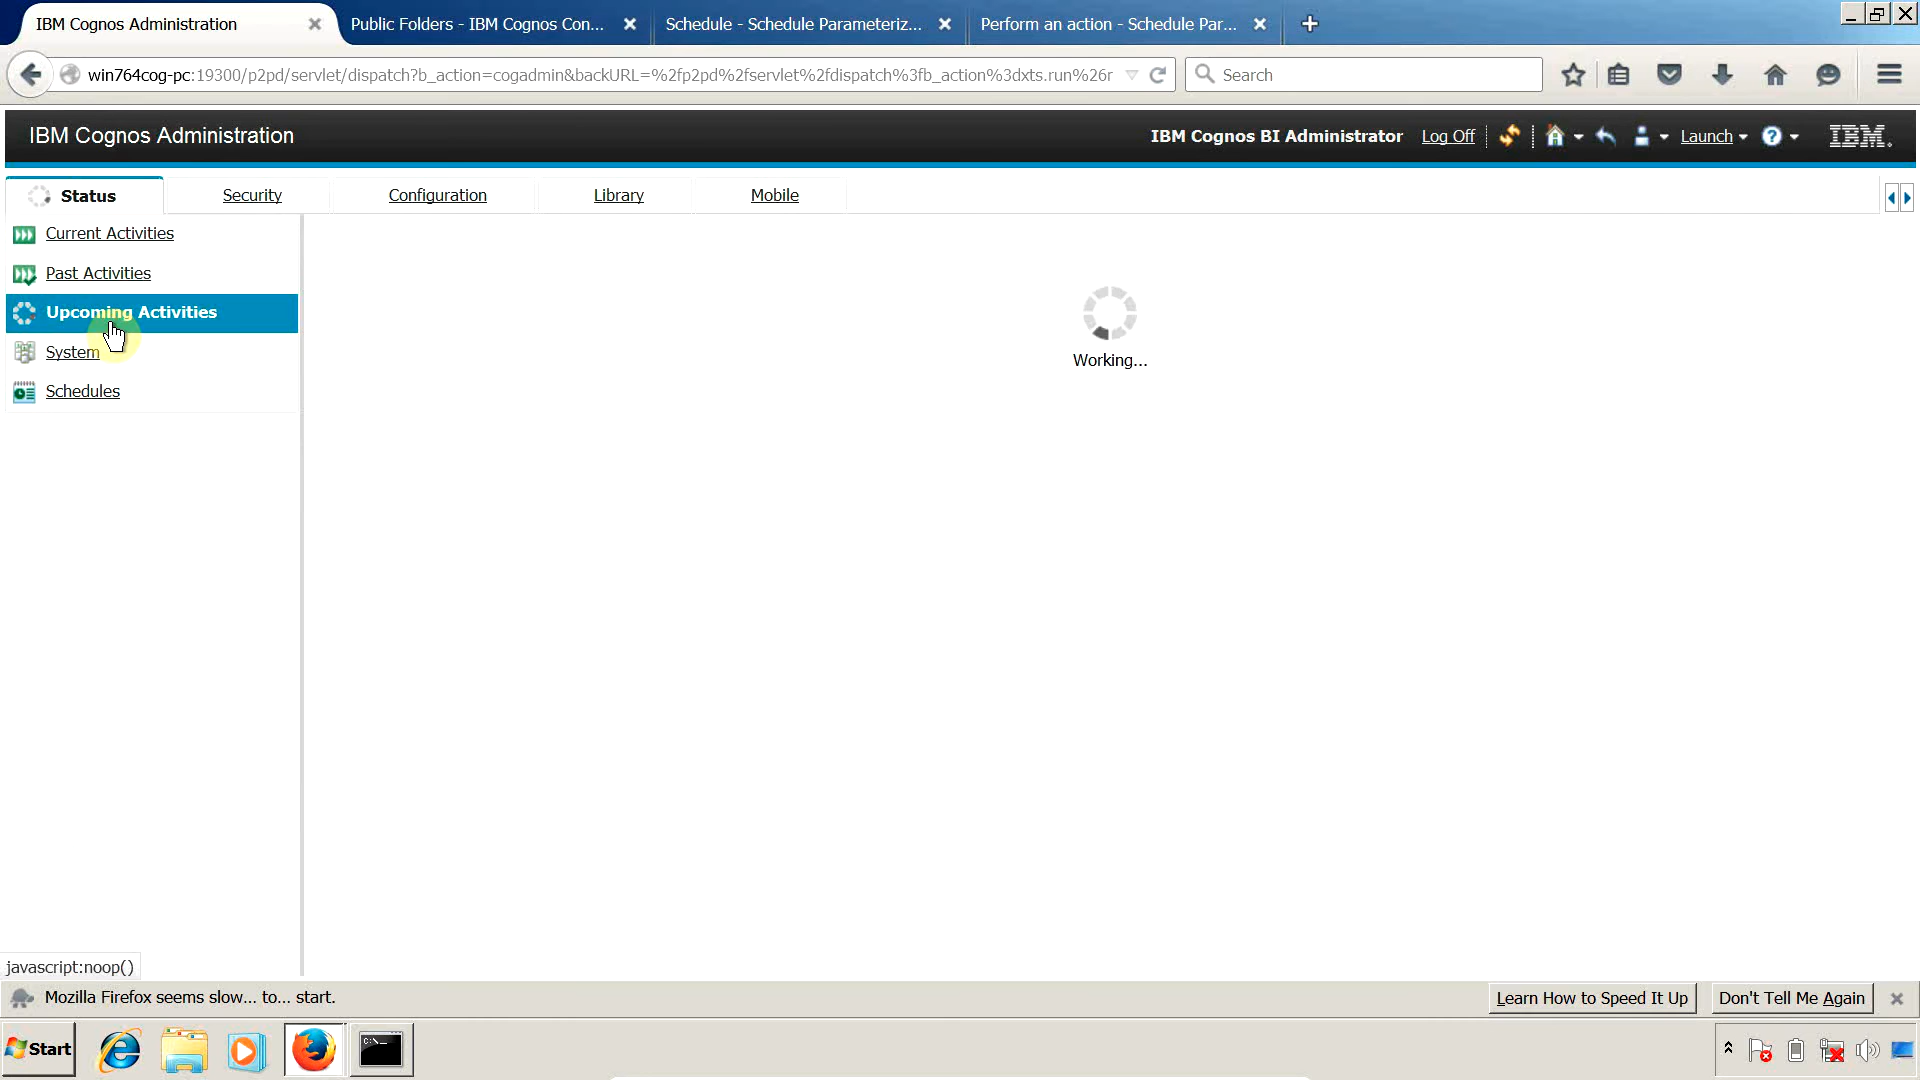 IBM Cognos Administration
Public Folders - IBM Cognos Con...
Schedule - Schedule Parameteriz...
Perform an action - Schedule Par...
win764cog-pc:19300/p2pd/servlet/dispatch?b_action=cogadmin&backURL=%2fp2pd%2fservlet%2fdispatch%3fb_action%3dxts.run%26r
Search
IBM Cognos Administration
IBM Cognos BI Administrator
Log Off
Launch
IBM.
Status
Security
Configuration
Library
Mobile
Current Activities
Past Activities
Upcoming Activities
System
Schedules
Working...
javascript:noop()
Mozilla Firefox seems slow... to... start.
Learn How to Speed It Up
Don't Tell Me Again
Start
C:\_